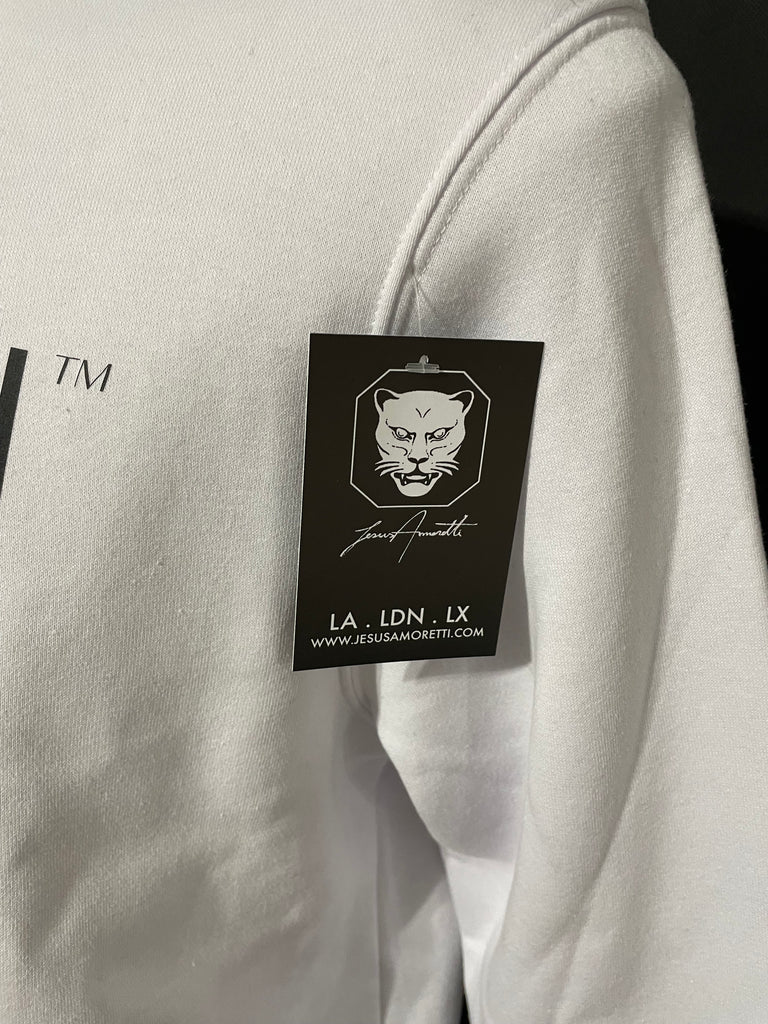 TM
Jesus Amoretti
LA . LDN . LX
WWW.JESUSAMORETTI.COM